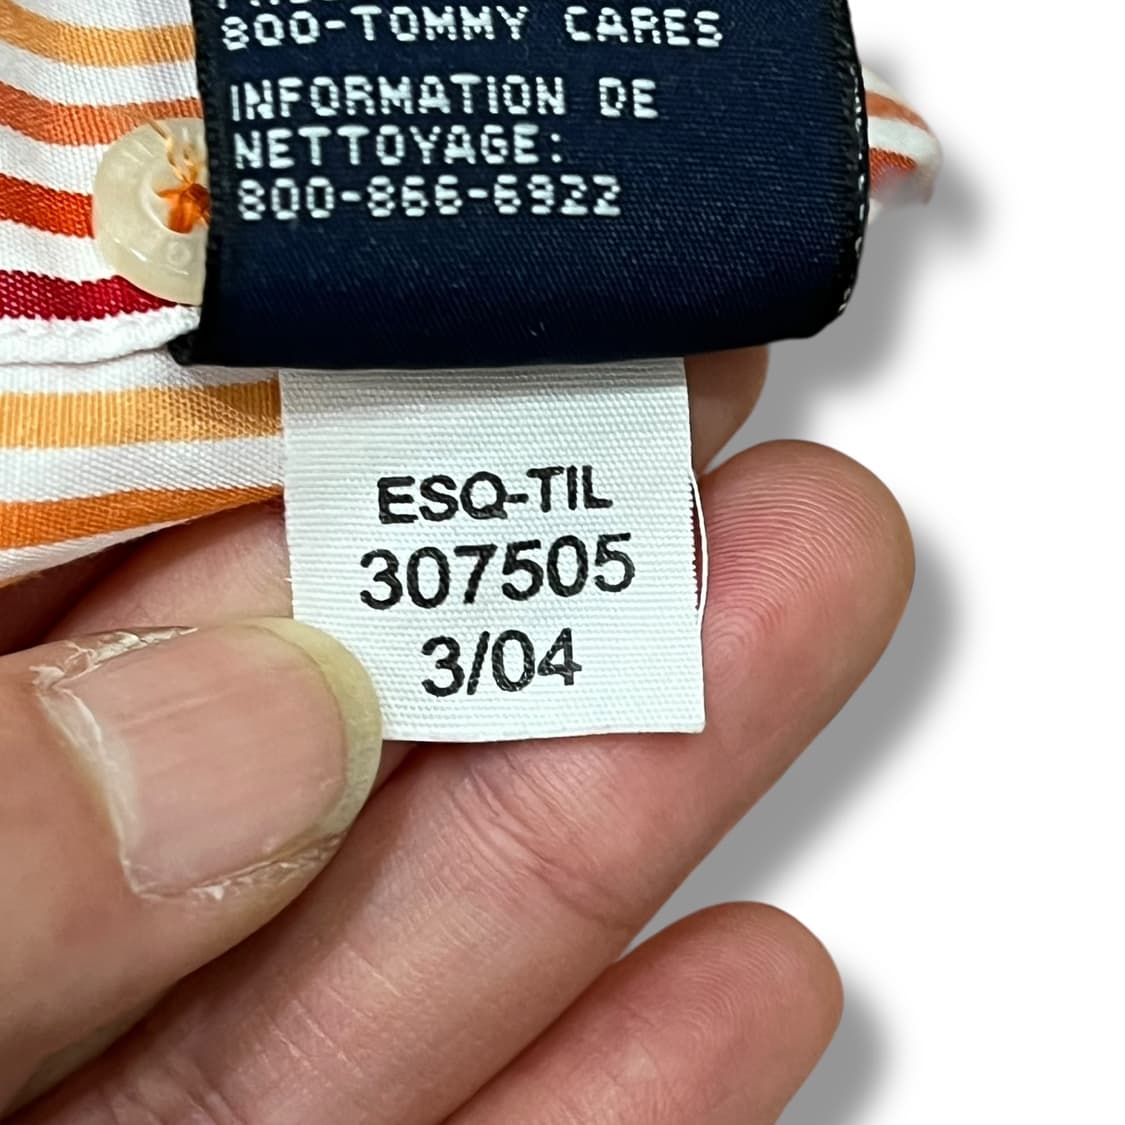 800-TOMMY CARES
INFORMATION DE
NETTOYAGE:
800-866-6922
ESQ-TIL
307505
3/04